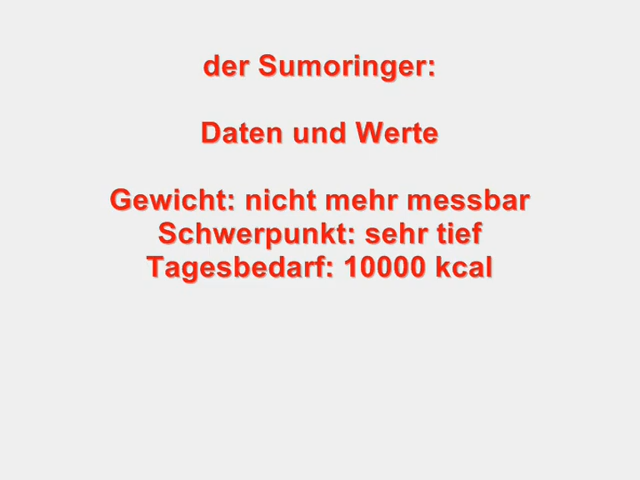 der Sumoringer:
Daten und Werte
Gewicht: nicht mehr messbar
Schwerpunkt: sehr tief
Tagesbedarf: 10000 kcal